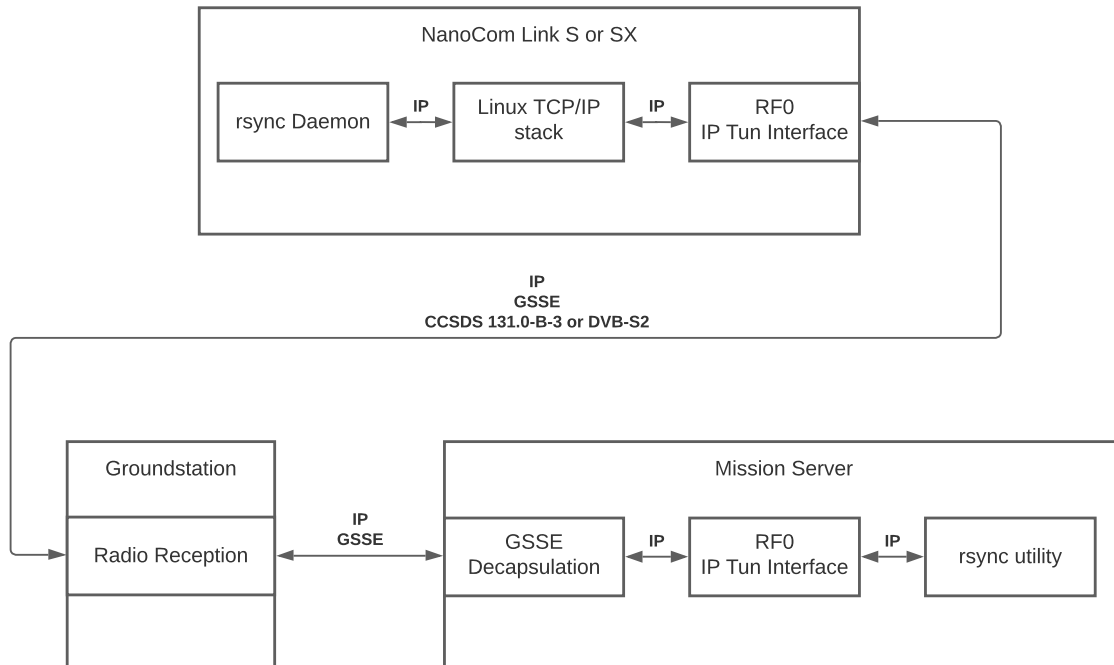 NanoCom Link S or SX
rsync Daemon
IP
Linux TCP/IP
stack
IP
RF0
IP Tun Interface
IP
GSSE
CCSDS 131.0-B-3 or DVB-S2
Groundstation
Radio Reception
IP
GSSE
Mission Server
GSSE
Decapsulation
IP
RF0
IP Tun Interface
IP
rsync utility